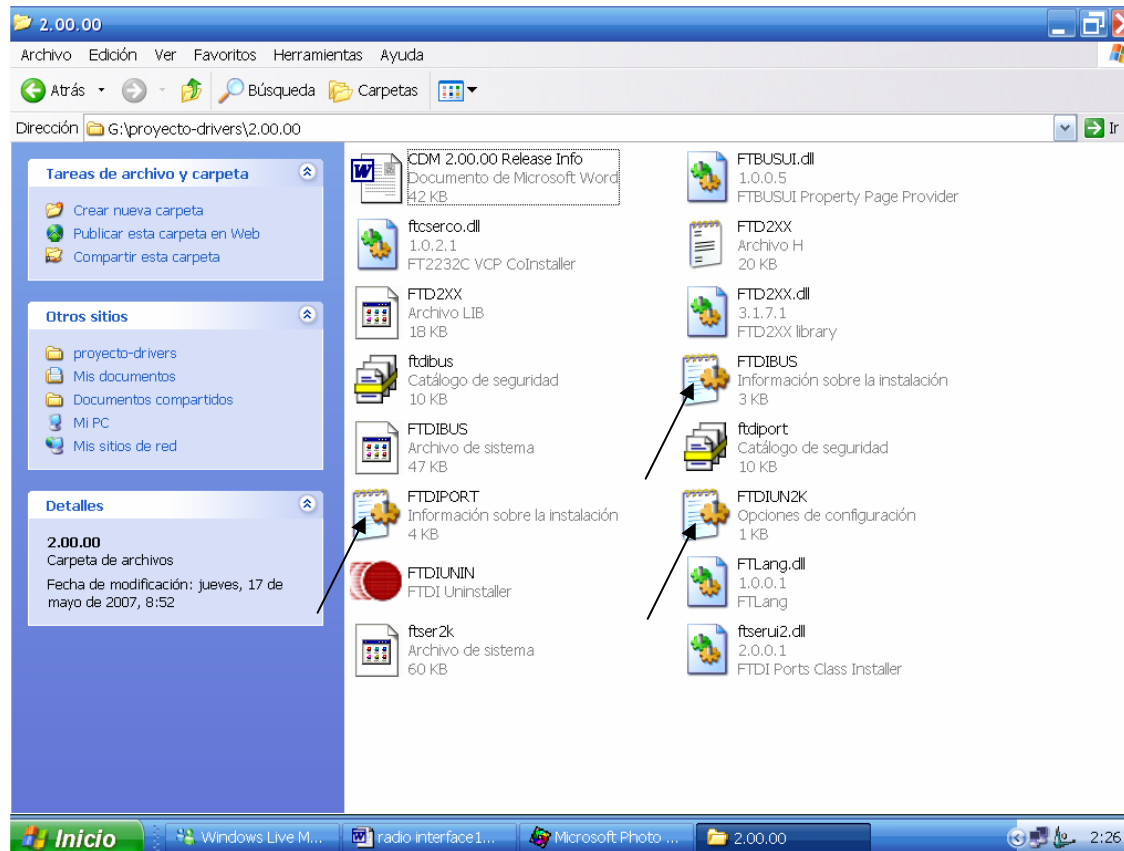 2.00.00
Archivo Edición Ver Favoritos Herramientas Ayuda
Atrás Búsqueda Carpetas
Dirección G:\proyecto-drivers\2.00.00 Ir
Tareas de archivo y carpeta
Crear nueva carpeta
Publicar esta carpeta en Web
Compartir esta carpeta
Otros sitios
proyecto-drivers
Mis documentos
Documentos compartidos
Mi PC
Mis sitios de red
Detalles
2.00.00
Carpeta de archivos
Fecha de modificación: jueves, 17 de
mayo de 2007, 8:52
CDM 2.00.00 Release Info
Documento de Microsoft Word
42 KB
FTBUSUI.dll
1.0.0.5
FTBUSUI Property Page Provider
ftcserco.dll
1.0.2.1
FT2232C VCP CoInstaller
FTD2XX
Archivo H
20 KB
FTD2XX
Archivo LIB
18 KB
FTD2XX.dll
3.1.7.1
FTD2XX library
ftdibus
Catálogo de seguridad
10 KB
FTDIBUS
Información sobre la instalación
3 KB
FTDIBUS
Archivo de sistema
47 KB
ftdiport
Catálogo de seguridad
10 KB
FTDIPORT
Información sobre la instalación
4 KB
FTDIUN2K
Opciones de configuración
1 KB
FTDIUNIN
FTDI Uninstaller
FTLang.dll
1.0.0.1
FTLang
ftser2k
Archivo de sistema
60 KB
ftserui2.dll
2.0.0.1
FTDI Ports Class Installer
Inicio Windows Live M... radio interface1... Microsoft Photo ... 2.00.00 2:26